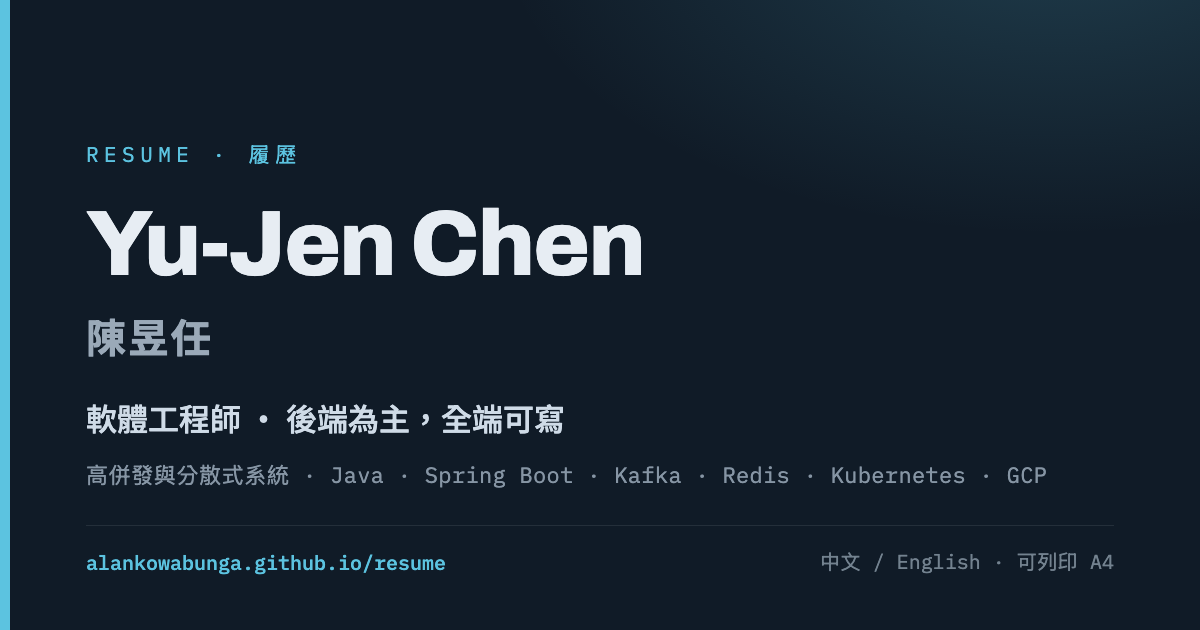 RESUME · 履歷
Yu-Jen Chen
陳昱任
軟體工程師 · 後端為主，全端可寫
高併發與分散式系統 · Java · Spring Boot · Kafka · Redis · Kubernetes · GCP
alankowabunga.github.io/resume
中文 / English · 可列印 A4